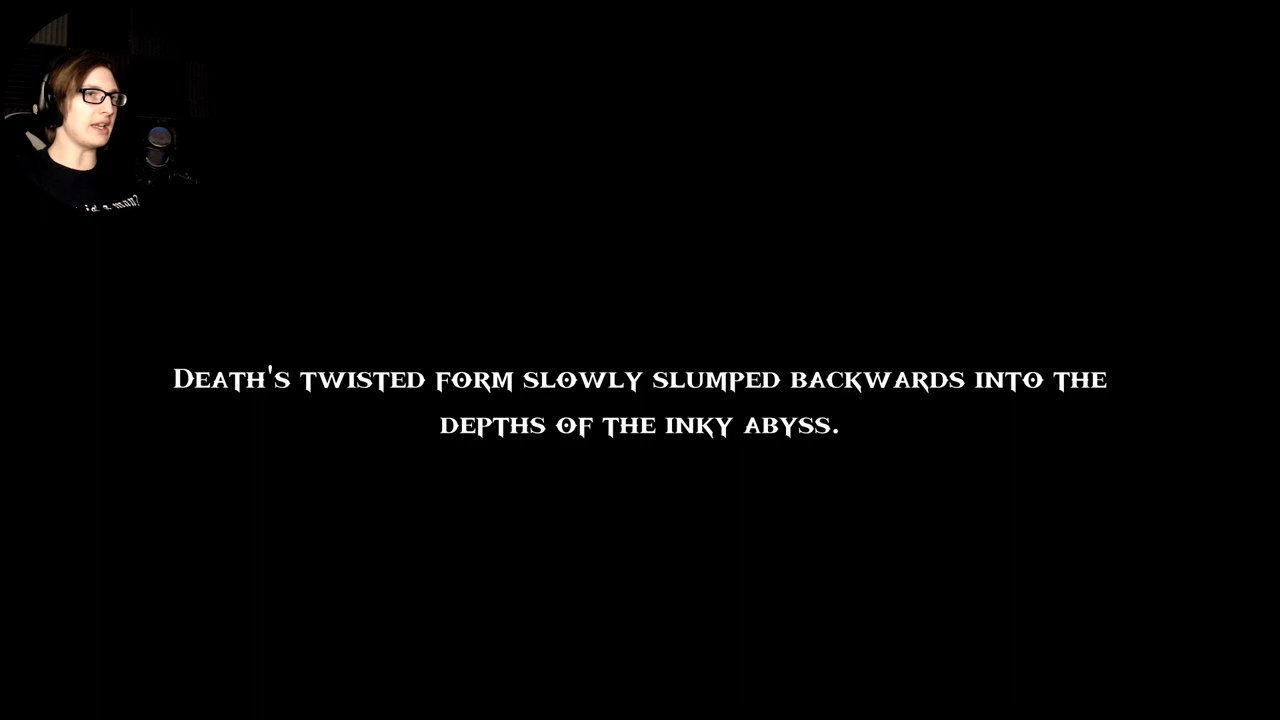 Death's twisted form slowly slumped backwards into the
depths of the inky abyss.